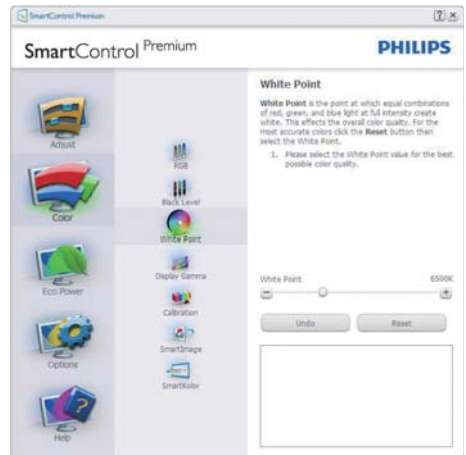 SmartControl Premium
SmartControl Premium
PHILIPS
Adjust
Color
Eco Power
Options
Help
RGB
Black Level
White Point
Display Gamma
Calibration
SmartImage
SmartKolor
White Point
White Point is the point at which equal combinations
of red, green, and blue light at full intensity create
white. This effects the overall color quality. For the
most accurate colors click the Reset button then
select the White Point.
1. Please select the White Point value for the best
possible color quality.
White Point 6500K
Undo Reset